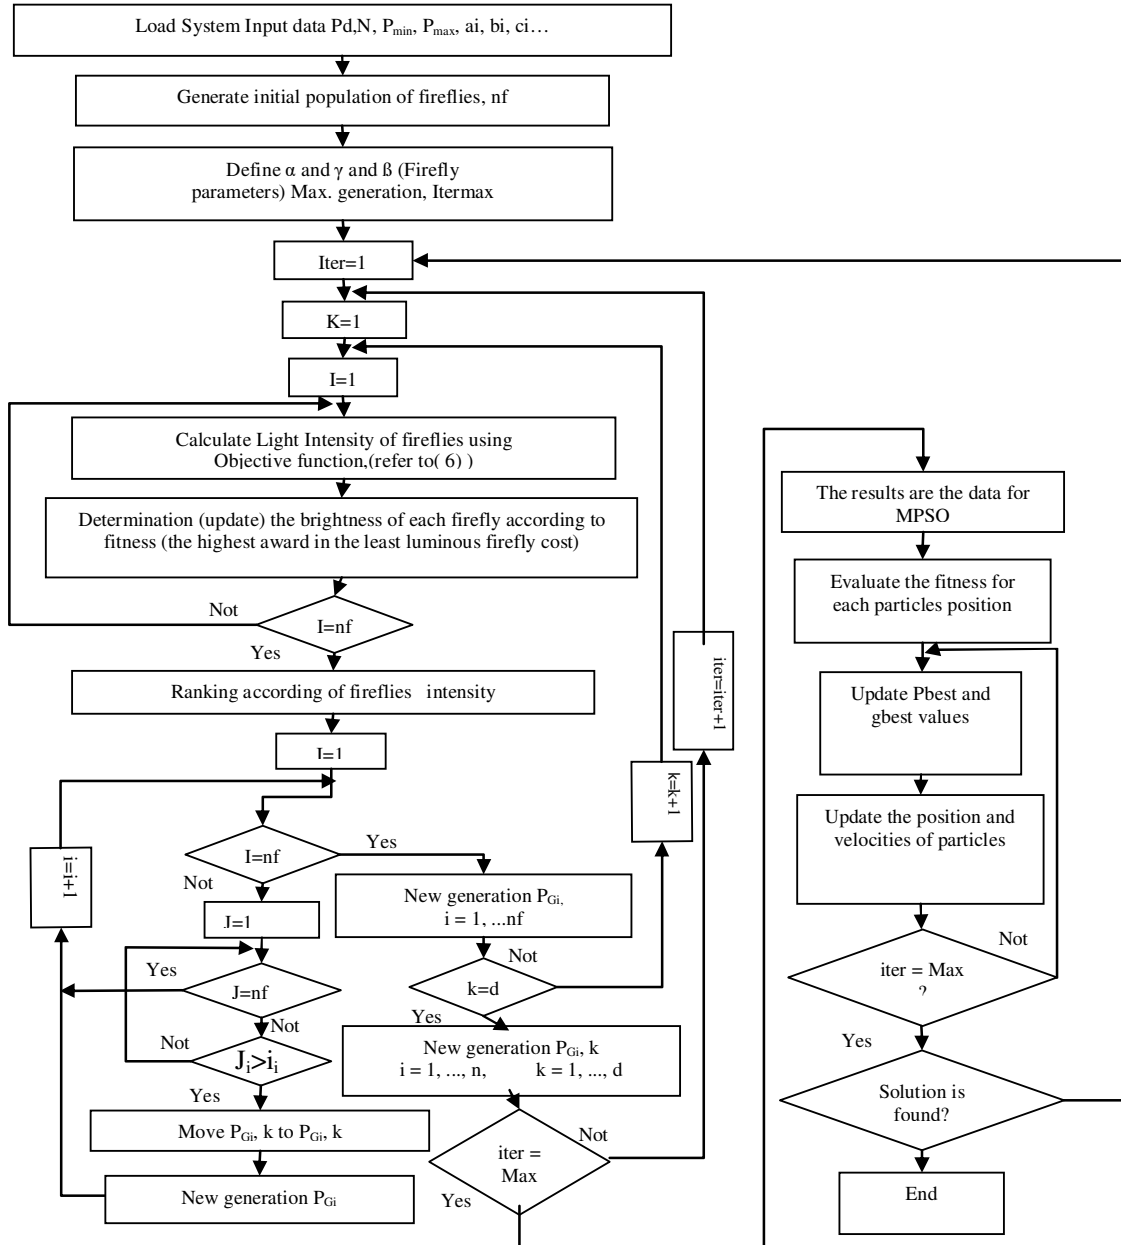 Load System Input data Pd,N, Pmin, Pmax, ai, bi, ci…
Generate initial population of fireflies, nf
Define α and γ and ß (Firefly
parameters) Max. generation, Itermax
Iter=1
K=1
I=1
Calculate Light Intensity of fireflies using
Objective function,(refer to( 6) )
Determination (update) the brightness of each firefly according to
fitness (the highest award in the least luminous firefly cost)
Not
I=nf
Yes
Ranking according of fireflies intensity
I=1
i=i+1
I=nf
Yes
Not
J=1
Yes
J=nf
Not
Not
Ji>ii
Yes
Move PGi, k to PGi, k
New generation PGi
New generation PGi,
i = 1, ...nf
Not
k=d
Yes
New generation PGi, k
i = 1, ..., n, k = 1, ..., d
iter =
Max
Not
Yes
k=k+1
iter=iter+1
The results are the data for
MPSO
Evaluate the fitness for
each particles position
Update Pbest and
gbest values
Update the position and
velocities of particles
Not
iter = Max
?
Yes
Solution is
found?
End